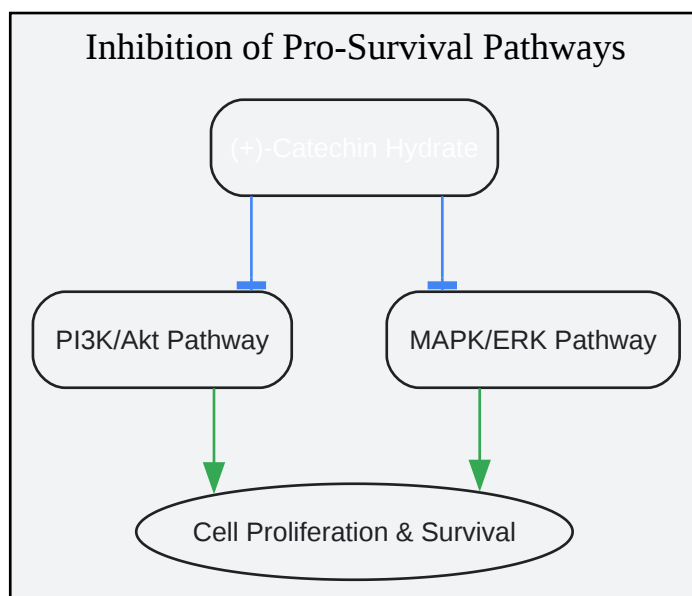 Inhibition of Pro-Survival Pathways
(+)-Catechin Hydrate
PI3K/Akt Pathway
MAPK/ERK Pathway
Cell Proliferation & Survival